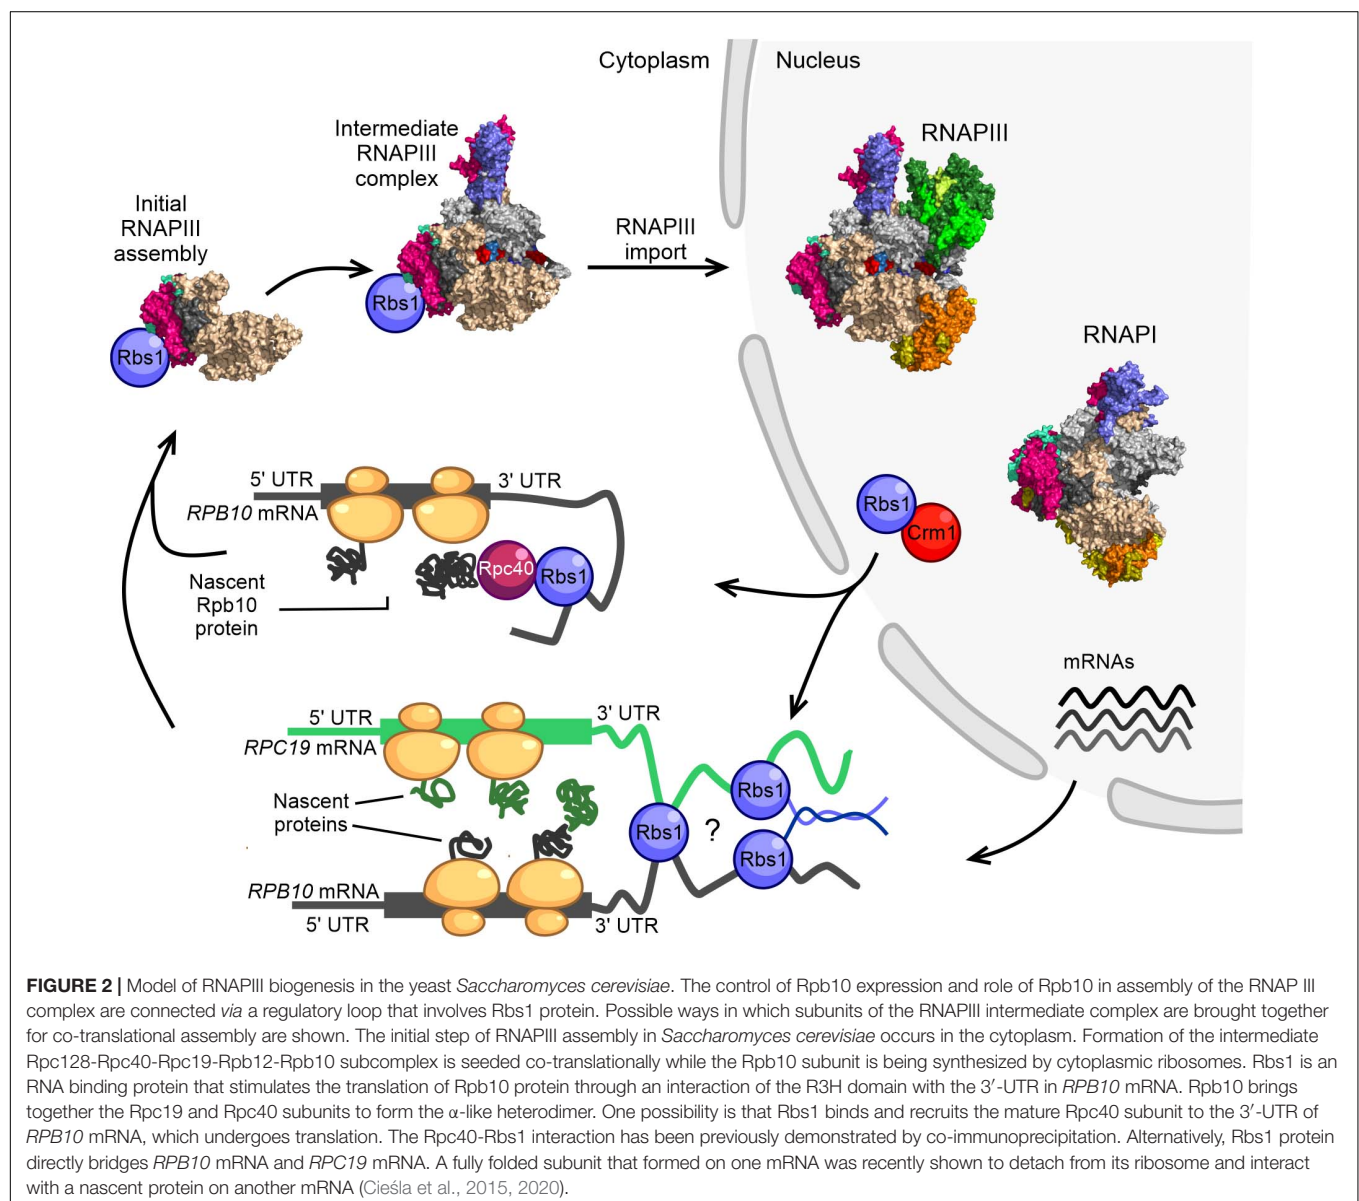 Cytoplasm
Nucleus
Intermediate
RNAPIII
complex
RNAPIII
Initial
RNAPIII
assembly
RNAPIII
import
Rbs1
Rbs1
RNAPI
5' UTR
3' UTR
RPB10 mRNA
Rbs1
Crm1
Rpc40
Rbs1
Nascent
Rpb10
protein
mRNAs
5' UTR
3' UTR
RPC19 mRNA
Nascent
proteins
Rbs1
Rbs1
?
Rbs1
RPB10 mRNA
5' UTR
3' UTR
FIGURE 2 | Model of RNAPIII biogenesis in the yeast Saccharomyces cerevisiae. The control of Rpb10 expression and role of Rpb10 in assembly of the RNAP III
complex are connected via a regulatory loop that involves Rbs1 protein. Possible ways in which subunits of the RNAPIII intermediate complex are brought together
for co-translational assembly are shown. The initial step of RNAPIII assembly in Saccharomyces cerevisiae occurs in the cytoplasm. Formation of the intermediate
Rpc128-Rpc40-Rpc19-Rpb12-Rpb10 subcomplex is seeded co-translationally while the Rpb10 subunit is being synthesized by cytoplasmic ribosomes. Rbs1 is an
RNA binding protein that stimulates the translation of Rpb10 protein through an interaction of the R3H domain with the 3′-UTR in RPB10 mRNA. Rpb10 brings
together the Rpc19 and Rpc40 subunits to form the α-like heterodimer. One possibility is that Rbs1 binds and recruits the mature Rpc40 subunit to the 3′-UTR of
RPB10 mRNA, which undergoes translation. The Rpc40-Rbs1 interaction has been previously demonstrated by co-immunoprecipitation. Alternatively, Rbs1 protein
directly bridges RPB10 mRNA and RPC19 mRNA. A fully folded subunit that formed on one mRNA was recently shown to detach from its ribosome and interact
with a nascent protein on another mRNA (Cieśla et al., 2015, 2020).